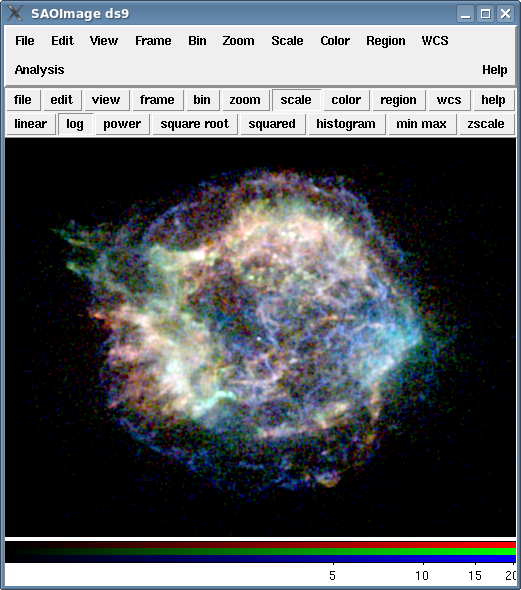 SAOImage ds9
File Edit View Frame Bin Zoom Scale Color Region WCS
Analysis Help
file edit view frame bin zoom scale color region wcs help
linear log power square root squared histogram min max zscale
5 10 15 20